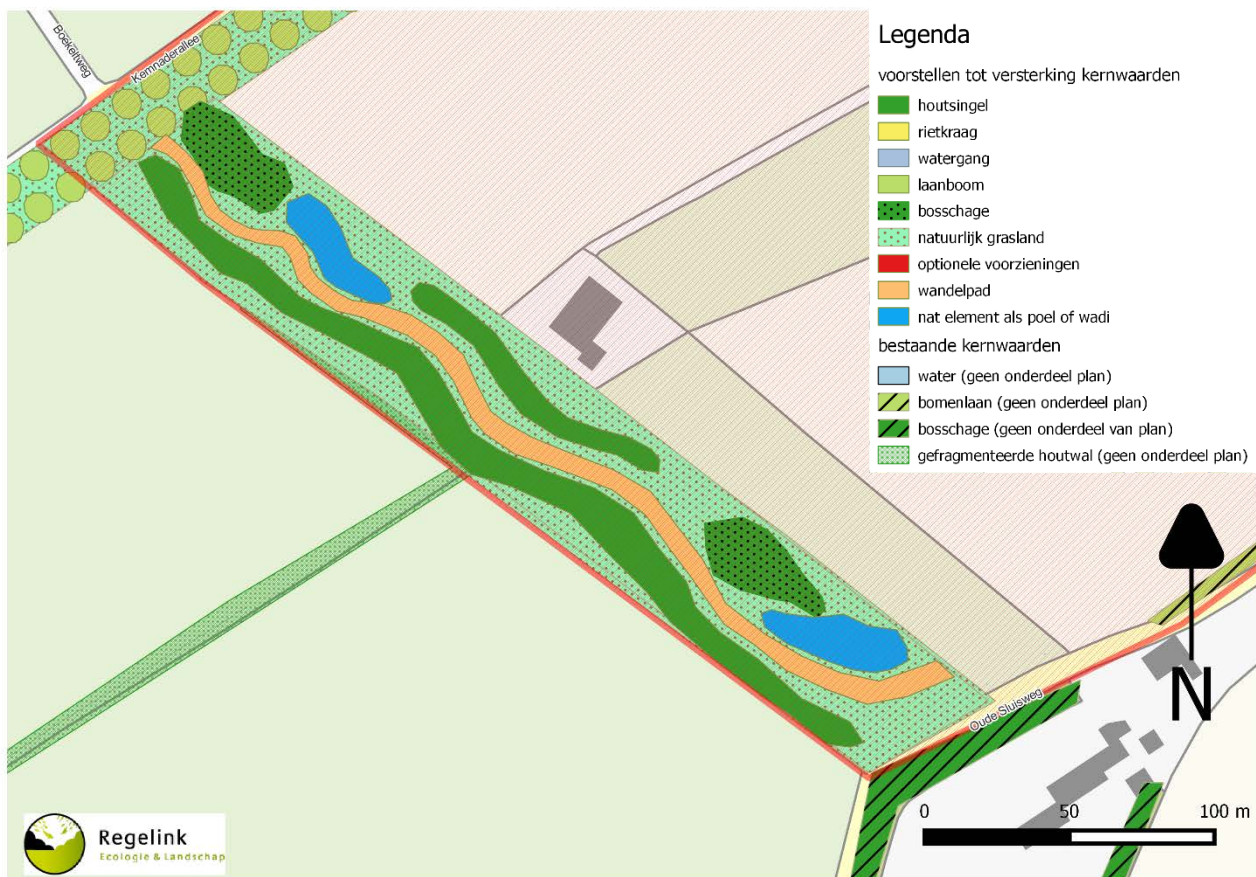 Boekeltweg
Kemnaderallee
Legenda
voorstellen tot versterking kernwaarden
houtsingel
rietkraag
watergang
laanboom
bosschage
natuurlijk grasland
optionele voorzieningen
wandelpad
nat element als poel of wadi
bestaande kernwaarden
water (geen onderdeel plan)
bomenlaan (geen onderdeel plan)
bosschage (geen onderdeel van plan)
gefragmenteerde houtwal (geen onderdeel plan)
Oude Sluisweg
N
0 50 100 m
Regelink
Ecologie & Landschap